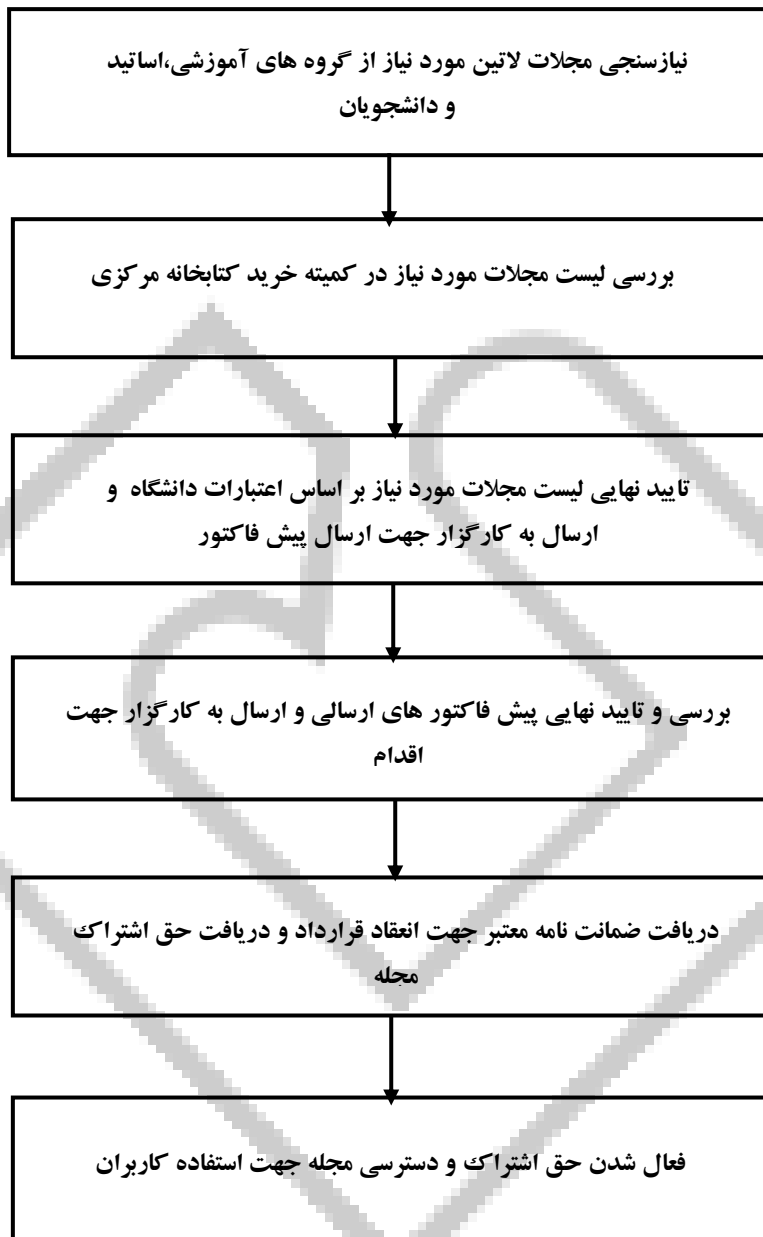 نیازسنجی مجلات لاتین مورد نیاز از گروه های آموزشی،اساتید
و دانشجویان
بررسی لیست مجلات مورد نیاز در کمیته خرید کتابخانه مرکزی
تایید نهایی لیست مجلات مورد نیاز بر اساس اعتبارات دانشگاه و
ارسال به کارگزار جهت ارسال پیش فاکتور
بررسی و تایید نهایی پیش فاکتور های ارسالی و ارسال به کارگزار جهت
اقدام
دریافت ضمانت نامه معتبر جهت انعقاد قرارداد و دریافت حق اشتراک
مجله
فعال شدن حق اشتراک و دسترسی مجله جهت استفاده کاربران